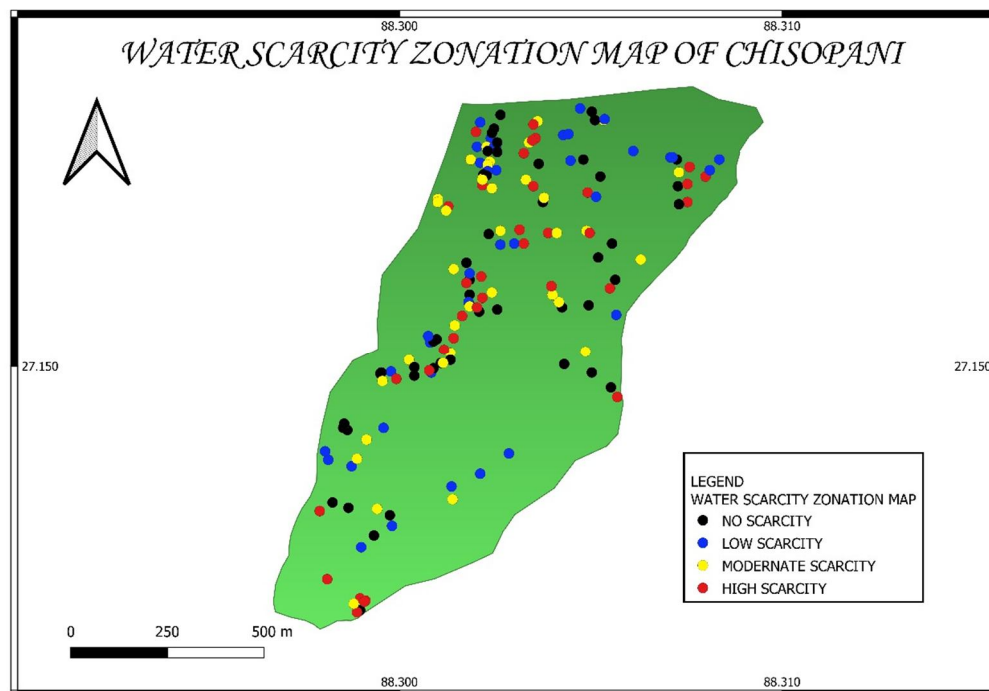 88.300 88.310
WATER SCARCITY ZONATION MAP OF CHISOPANI
27.150 27.150
LEGEND
WATER SCARCITY ZONATION MAP
NO SCARCITY
LOW SCARCITY
MODERNATE SCARCITY
HIGH SCARCITY
0 250 500 m
88.300 88.310